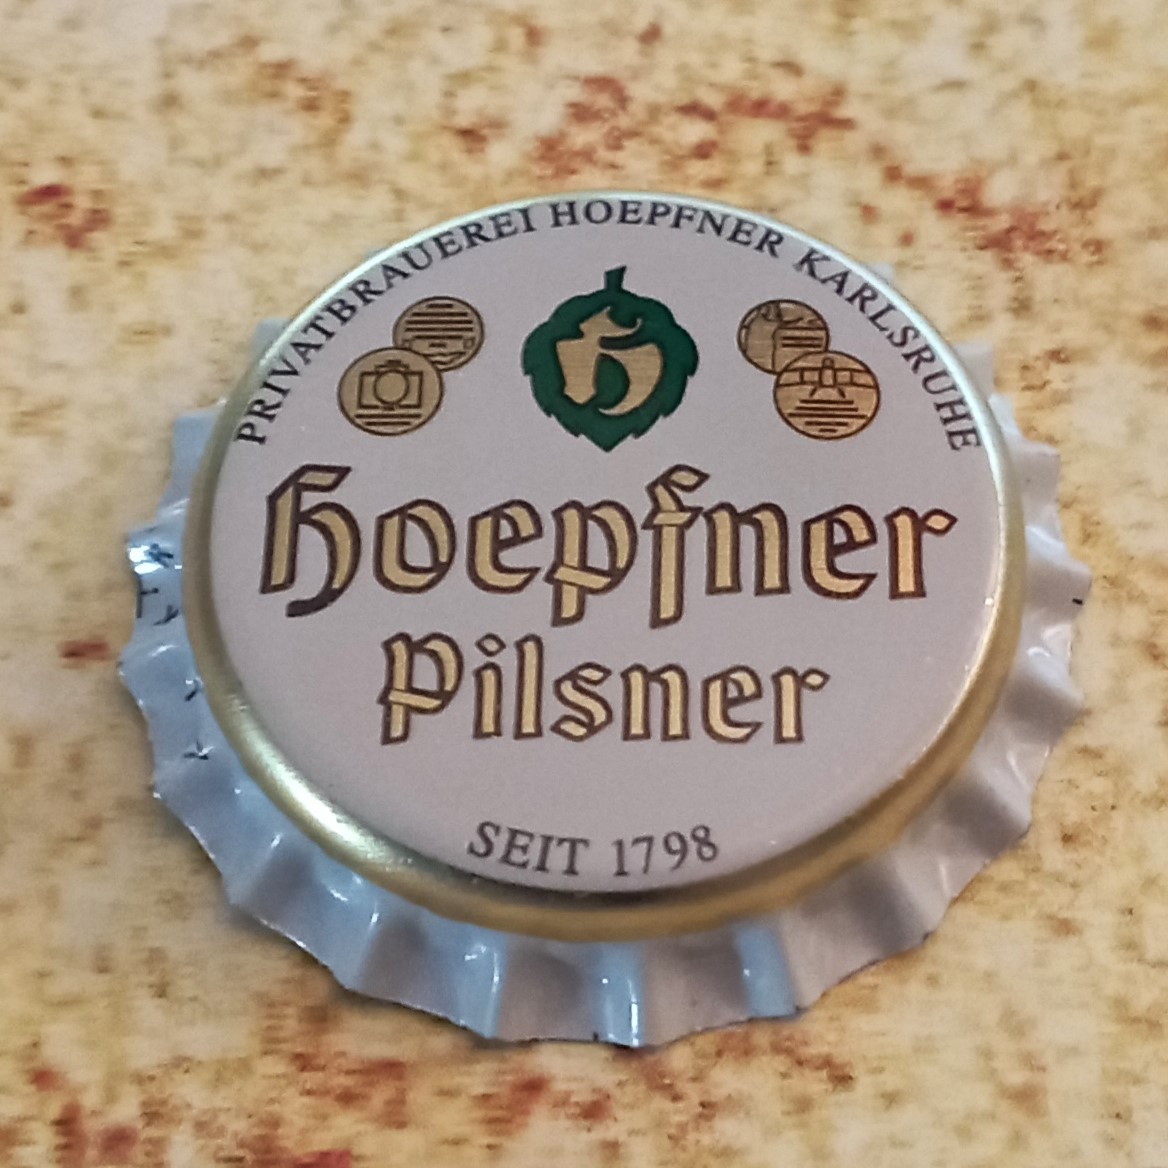 PRIVATBRAUEREI HOEPFNER KARLSRUHE
Hoepfner
Pilsner
SEIT 1798